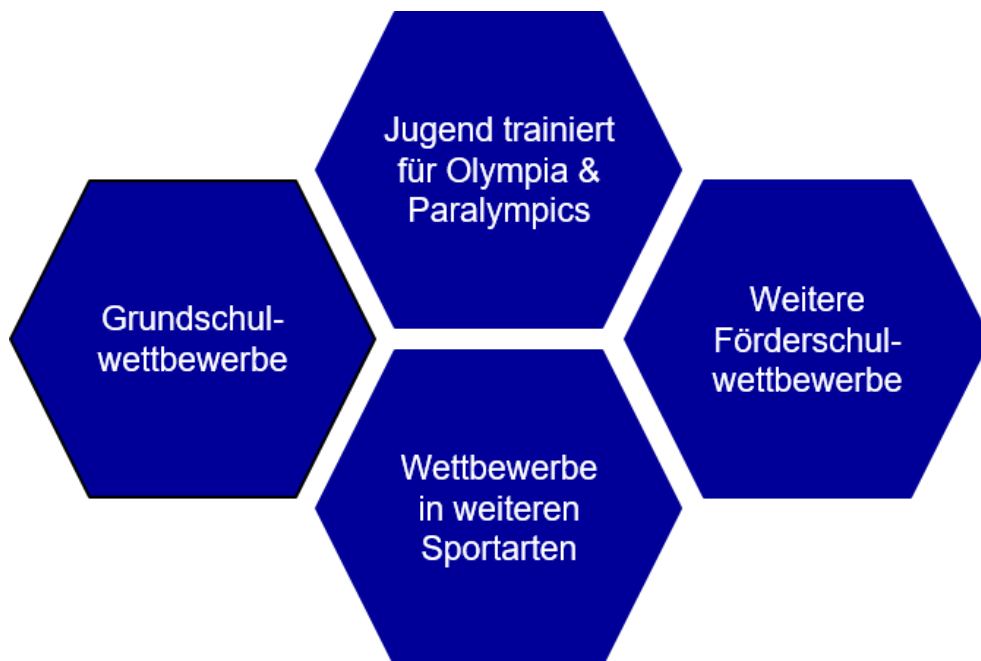 Jugend trainiert
für Olympia &
Paralympics
Grundschul-
wettbewerbe
Weitere
Förderschul-
wettbewerbe
Wettbewerbe
in weiteren
Sportarten